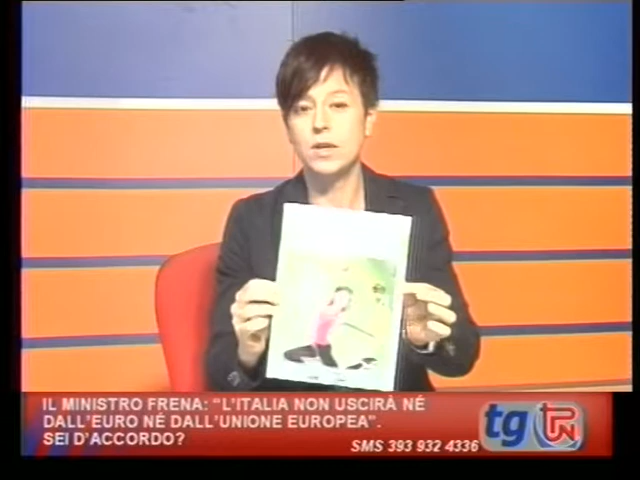 IL MINISTRO FRENA: "L'ITALIA NON USCIRÀ NÉ
DALL'EURO NÉ DALL'UNIONE EUROPEA".
SEI D'ACCORDO?
SMS 393 932 4336
tg TPN